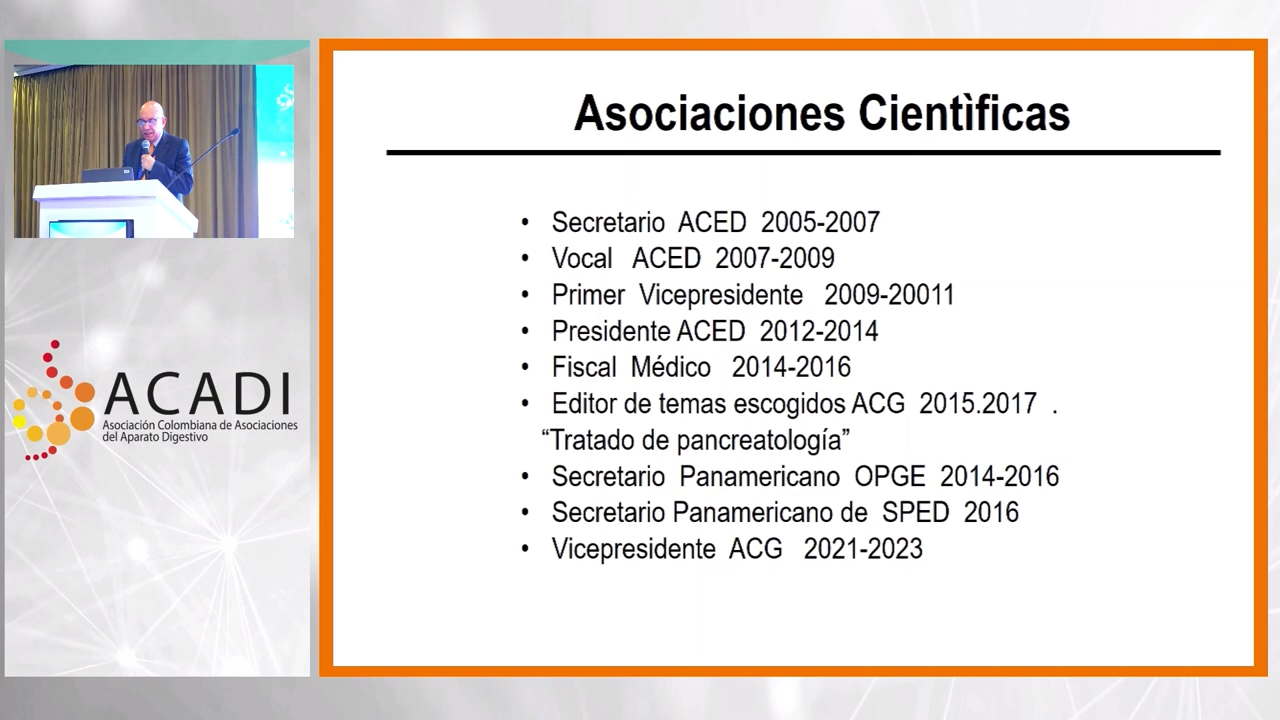 Asociaciones Cientìficas
• Secretario ACED 2005-2007
• Vocal ACED 2007-2009
• Primer Vicepresidente 2009-20011
• Presidente ACED 2012-2014
• Fiscal Médico 2014-2016
• Editor de temas escogidos ACG 2015.2017 .
“Tratado de pancreatología”
• Secretario Panamericano OPGE 2014-2016
• Secretario Panamericano de SPED 2016
• Vicepresidente ACG 2021-2023
ACADI
Asociación Colombiana de Asociaciones
del Aparato Digestivo